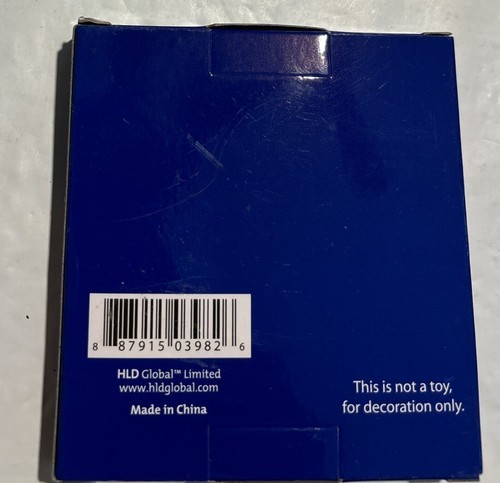 8 87915 03982 6
HLD Global™ Limited
www.hldglobal.com
Made in China
This is not a toy,
for decoration only.